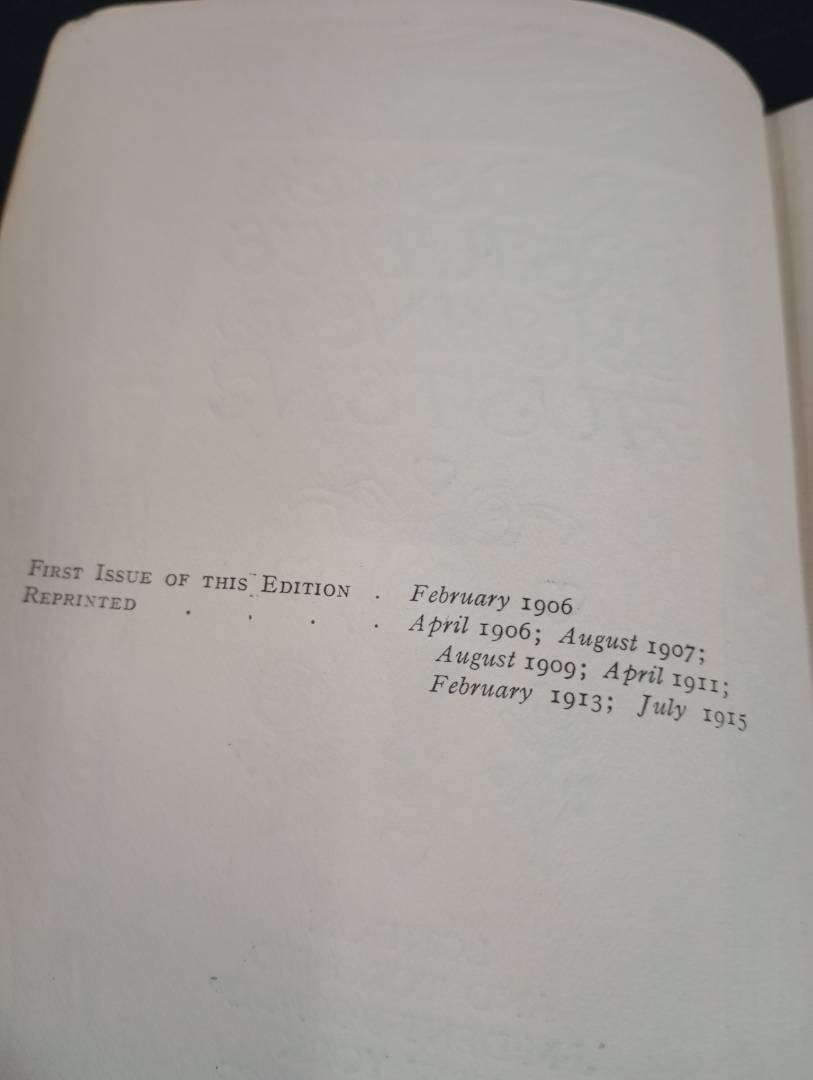 FIRST ISSUE OF THIS EDITION . February 1906
REPRINTED . . . . April 1906; August 1907;
August 1909; April 1911;
February 1913; July 1915